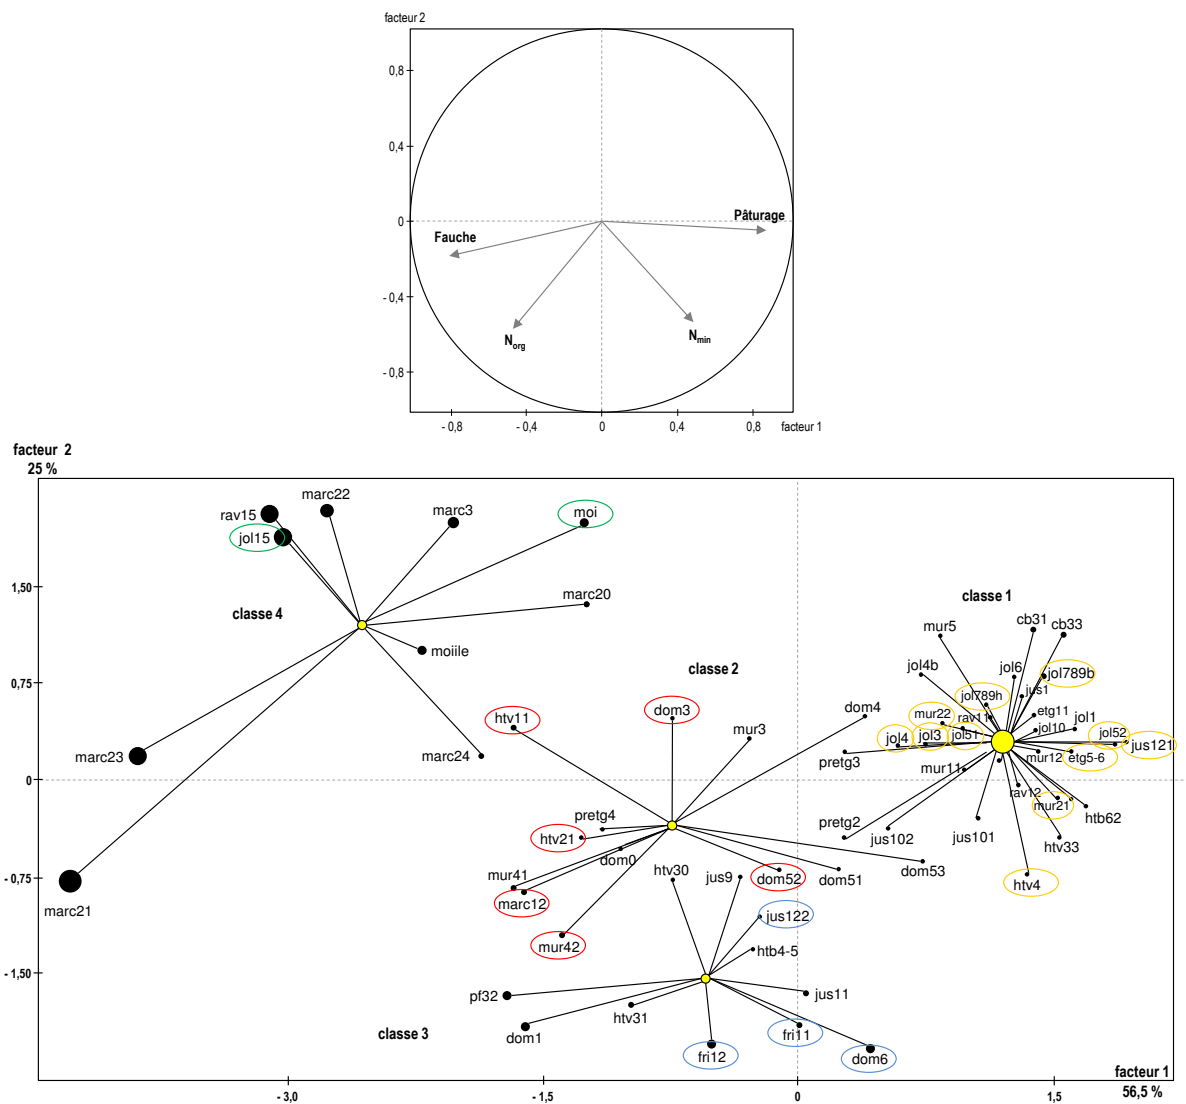 facteur 2
0,8
0,4
0
- 0,4
- 0,8
Pâturage
Fauche
N org
N min
- 0,8
- 0,4
0
0,4
0,8
facteur 1
facteur 2
25 %
1,50
0,75
0
-0,75
-1,50
marc22
rav15
jol15
marc3
moi
classe 4
marc20
moiile
marc23
marc24
marc21
classe 2
htv11
dom3
mur3
dom4
pretg4
htv21
dom0
mur41
marc12
mur42
dom52
dom51
dom53
classe 1
mur5
cb31
cb33
jol4b
jol6
jol789b
jol789h
jus1
mur22
rav11
etg11
jol10
jol1
jol4
jol3
jol51
jol52
jus121
pretg3
mur11
mur12
etg5-6
rav12
mur21
htb62
pretg2
jus102
jus101
htv33
htv4
htv30
jus9
jus122
htb4-5
pf32
jus11
htv31
dom1
classe 3
fri12
fri11
dom6
facteur 1
56,5 %
- 3,0
- 1,5
0
1,5